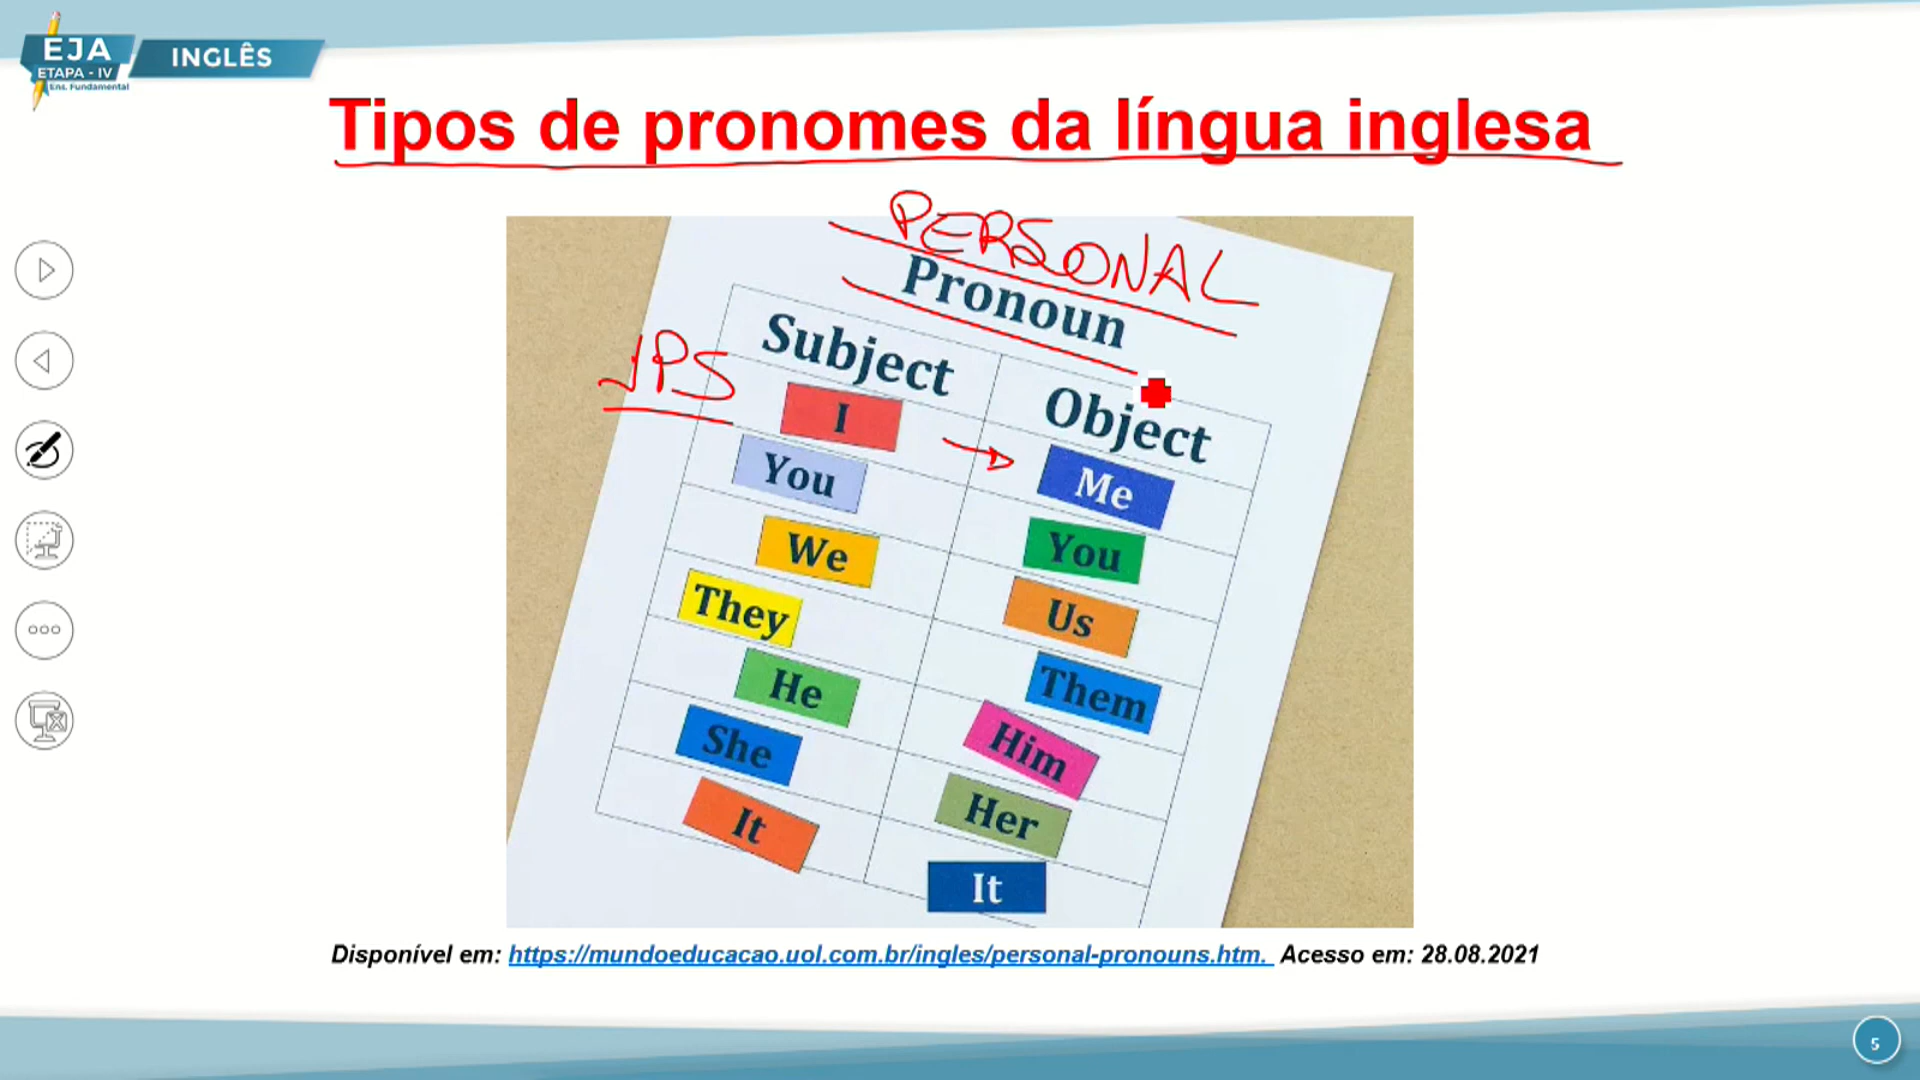 EJA
ETAPA - IV
Ens. Fundamental
INGLÊS
Tipos de pronomes da língua inglesa
PERSONAL
Pronoun
Subject Object
I Me
You You
We Us
They Them
He Him
She Her
It It
Disponível em: https://mundoeducacao.uol.com.br/ingles/personal-pronouns.htm. Acesso em: 28.08.2021
5